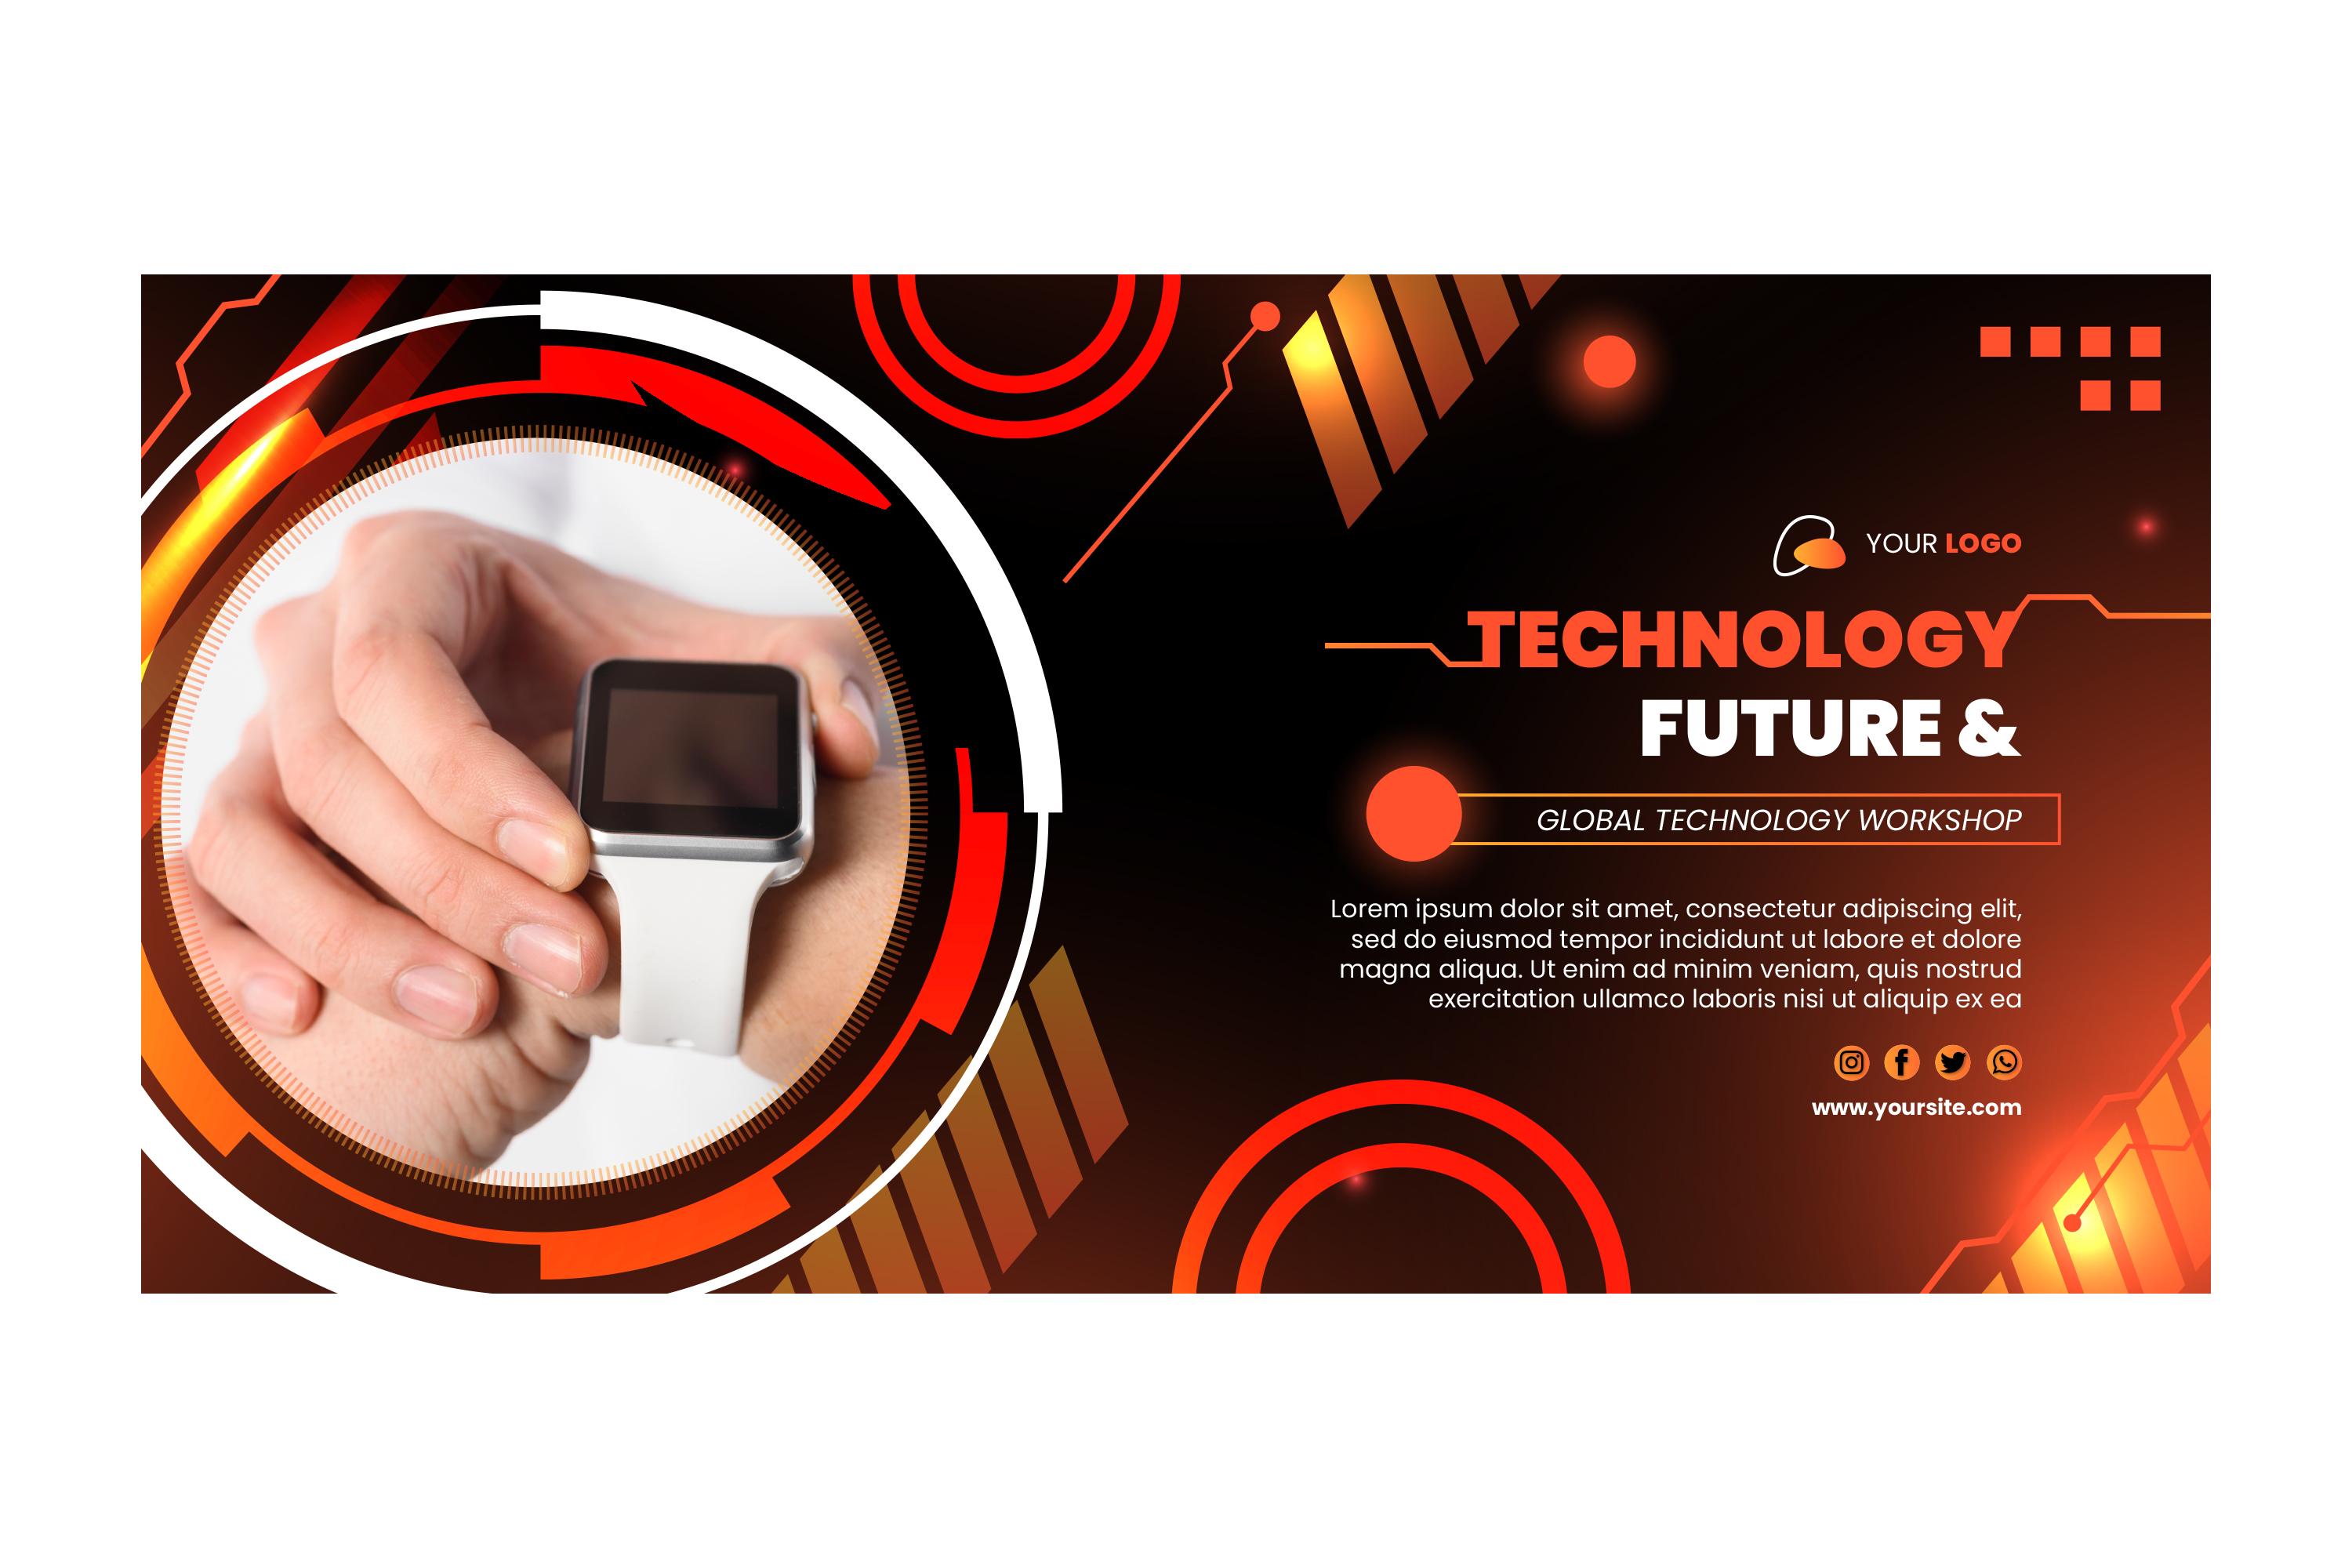 YOUR LOGO
TECHNOLOGY
FUTURE &
GLOBAL TECHNOLOGY WORKSHOP
Lorem ipsum dolor sit amet, consectetur adipiscing elit,
sed do eiusmod tempor incididunt ut labore et dolore
magna aliqua. Ut enim ad minim veniam, quis nostrud
exercitation ullamco laboris nisi ut aliquip ex ea
www.yoursite.com